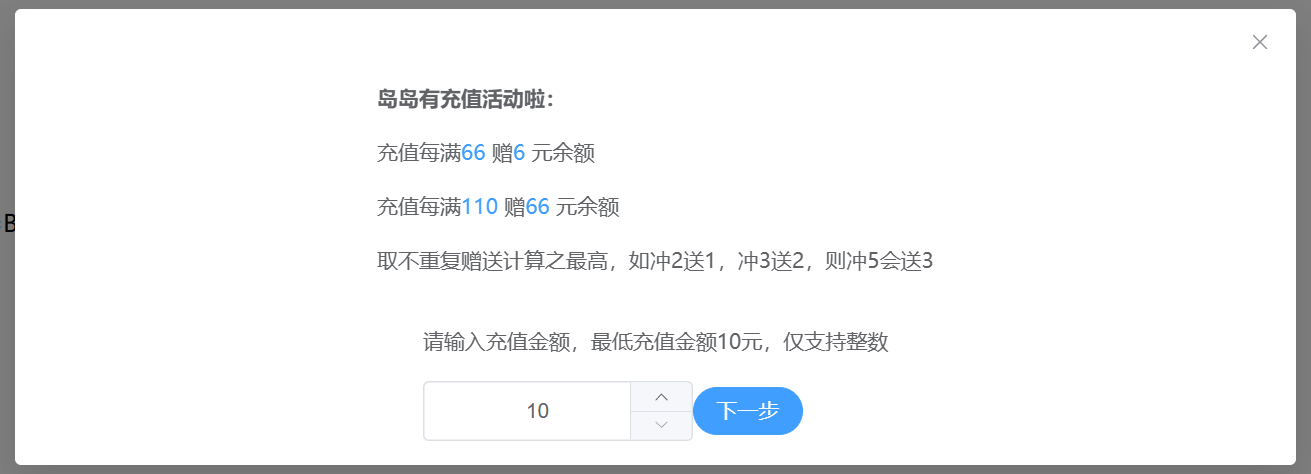 岛岛有充值活动啦：
充值每满66 赠6 元余额
充值每满110 赠66 元余额
取不重复赠送计算之最高，如冲2送1，冲3送2，则冲5会送3
请输入充值金额，最低充值金额10元，仅支持整数
10
下一步
B